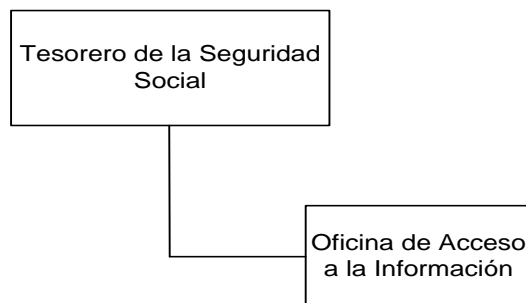 Tesorero de la Seguridad
Social
Oficina de Acceso
a la Información